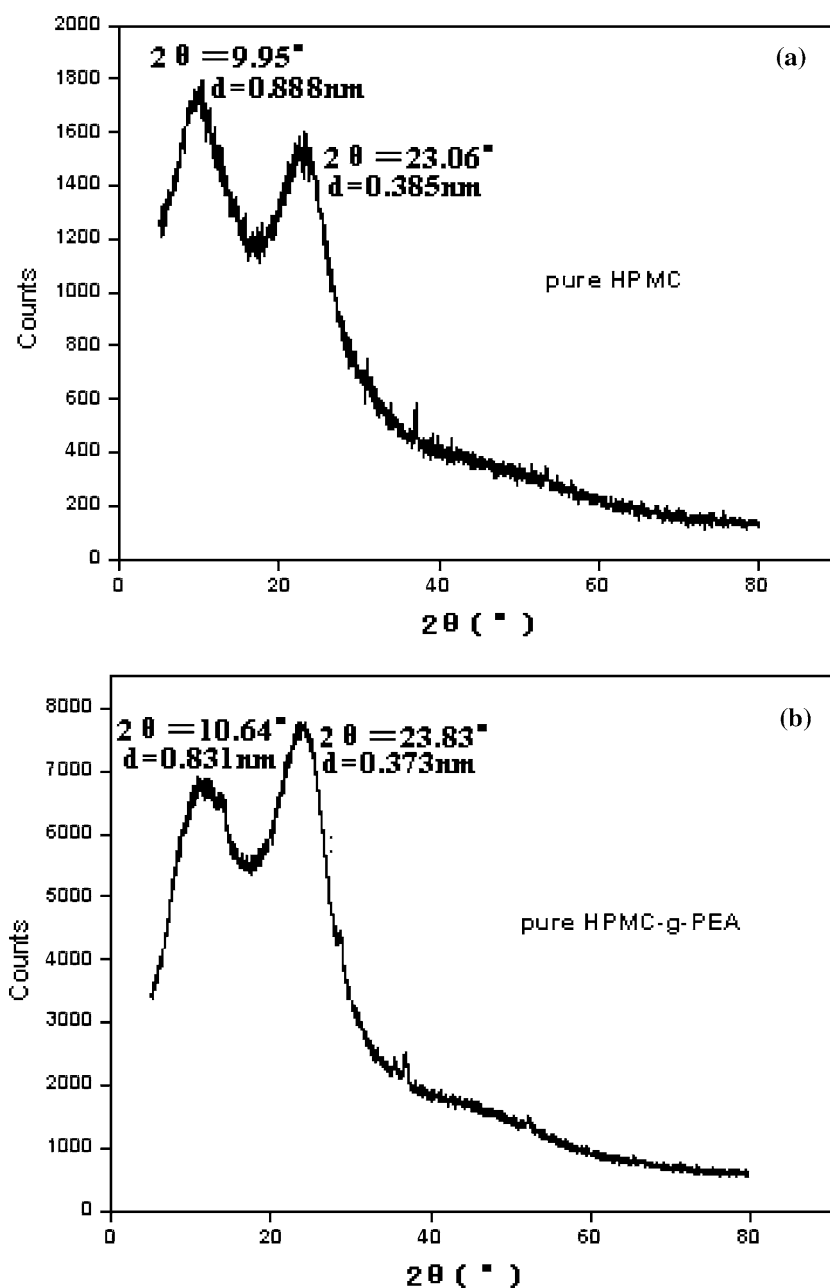 2000
(a)
2 θ =9.95°
d=0.888nm
1800
1600
2 θ =23.06°
d=0.385nm
1400
1200
pure HPMC
1000
Counts
800
600
400
200
0
0 20 40 60 80
2θ ( ° )
8000
(b)
2 θ =10.64°
d=0.831nm
2 θ =23.83°
d=0.373nm
7000
6000
5000
pure HPMC-g-PEA
4000
Counts
3000
2000
1000
0
0 20 40 60 80
2θ ( ° )